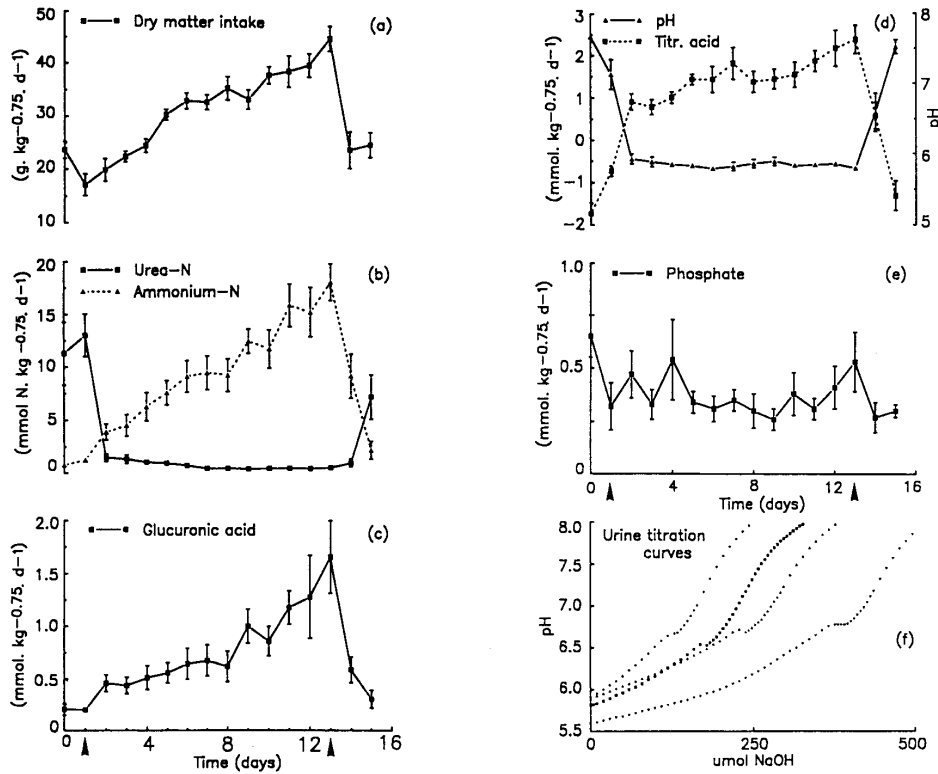 Dry matter intake
(a)
(g. kg-0.75. d-1)
50
40
30
20
10
Urea-N
Ammonium-N
(b)
(mmol N. kg-0.75. d-1)
20
15
10
5
0
Glucuronic acid
(c)
(mmol. kg-0.75. d-1)
2.0
1.5
1.0
0.5
0
0 4 8 12 16
Time (days)
pH
Titr. acid
(d)
(mmol. kg-0.75. d-1)
3
2
1
0
-1
-2
8
7
6
5
pH
Phosphate
(e)
(mmol. kg-0.75. d-1)
1.0
0.5
0
0 4 8 12 16
Time (days)
Urine titration
curves
(f)
pH
8.0
7.5
7.0
6.5
6.0
5.5
0 250 500
umol NaOH